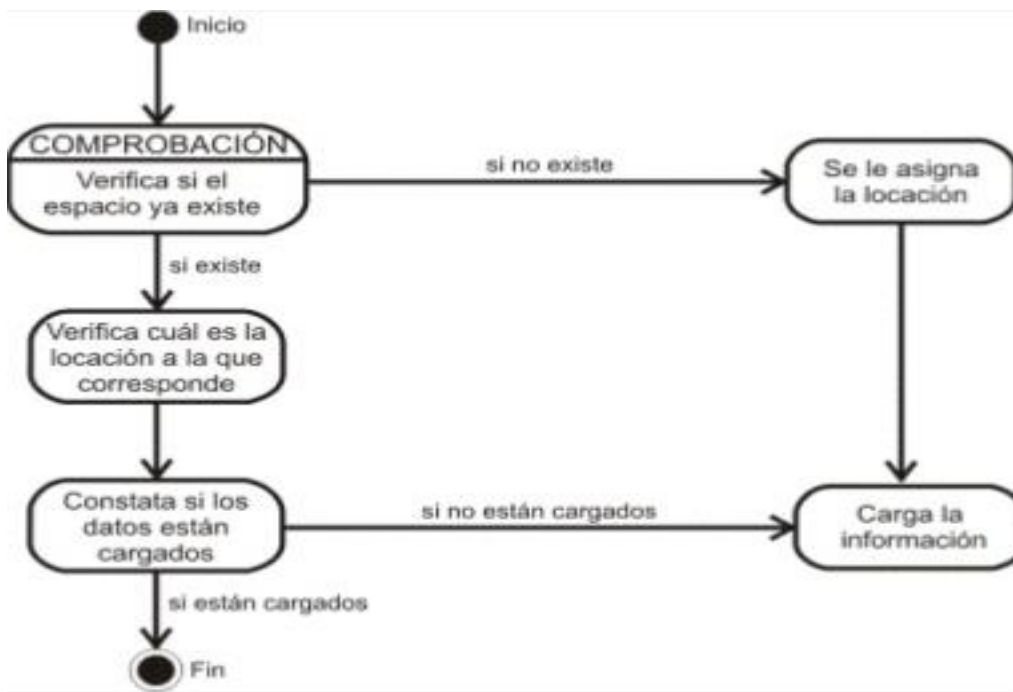 Inicio
COMPROBACIÓN
Verifica si el
espacio ya existe
si no existe
Se le asigna
la locación
si existe
Verifica cuál es la
locación a la que
corresponde
Constata si los
datos están
cargados
si no están cargados
Carga la
información
si están cargados
Fin